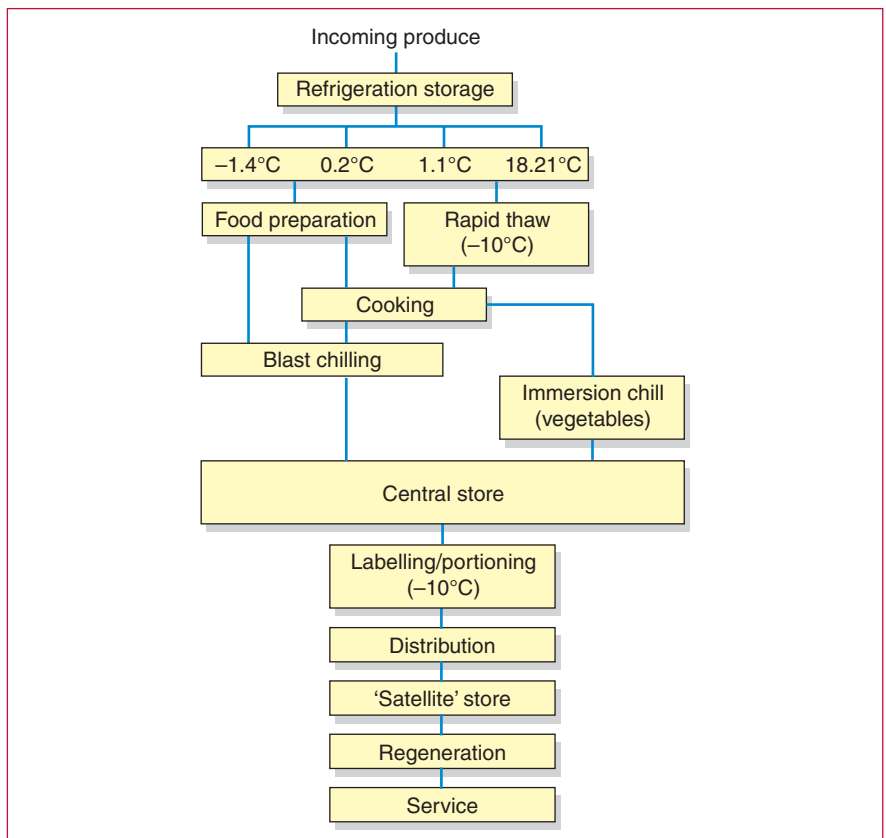 Incoming produce
Refrigeration storage
–1.4°C 0.2°C 1.1°C 18.21°C
Food preparation
Rapid thaw
(–10°C)
Cooking
Blast chilling
Immersion chill
(vegetables)
Central store
Labelling/portioning
(–10°C)
Distribution
‘Satellite’ store
Regeneration
Service